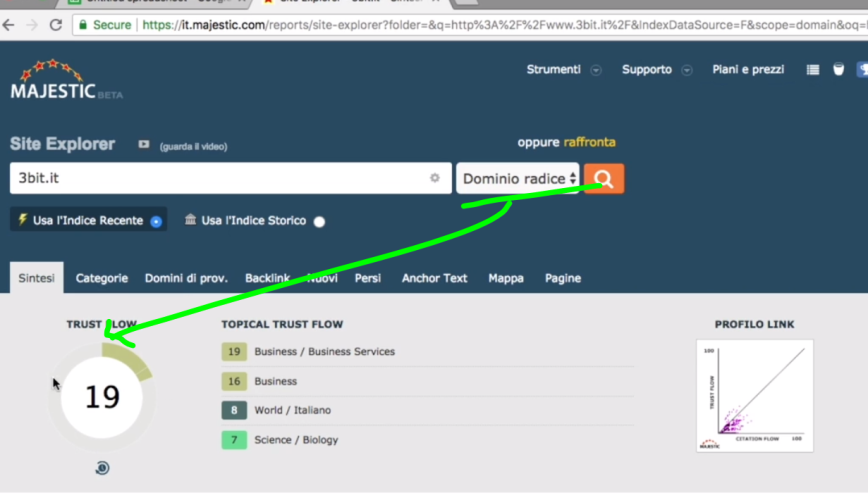 Secure https://it.majestic.com/reports/site-explorer?folder=&q=http%3A%2F%2Fwww.3bit.it%2F&IndexDataSource=F&scope=domain&oq=
MAJESTIC BETA
Strumenti Supporto Piani e prezzi
Site Explorer (guarda il video)
oppure raffronta
3bit.it
Dominio radice
Usa l'Indice Recente Usa l'Indice Storico
Sintesi Categorie Domini di prov. Backlink Nuovi Persi Anchor Text Mappa Pagine
TRUST FLOW
19
TOPICAL TRUST FLOW
19 Business / Business Services
16 Business
8 World / Italiano
7 Science / Biology
PROFILO LINK
100
TRUST FLOW
MAJESTIC
CITATION FLOW 100